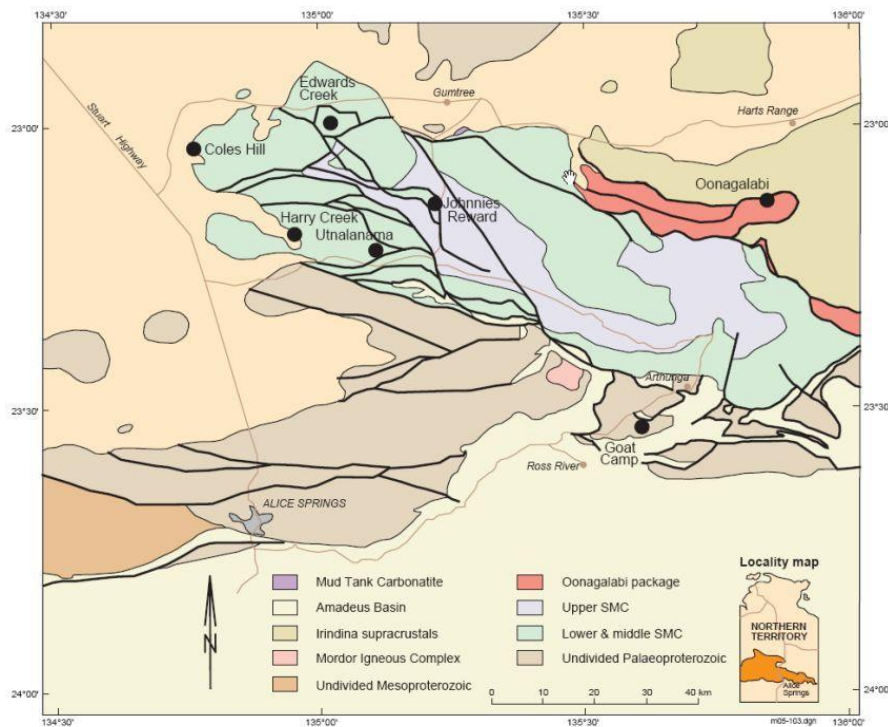 134°30'
135°00'
135°30'
136°00'
Edwards
Creek
Gumtree
Harts Range
Stuart
Highway
23°00'
23°00'
Coles Hill
Oonagalabi
Johnnies
Reward
Harry Creek
Utnalanama
Arthunga
23°30'
23°30'
Goat
Camp
Ross River
ALICE SPRINGS
N
Mud Tank Carbonatite
Amadeus Basin
Irindina supracrustals
Mordor Igneous Complex
Undivided Mesoproterozoic
Oonagalabi package
Upper SMC
Lower & middle SMC
Undivided Palaeoproterozoic
0 10 20 30 40 km
Locality map
NORTHERN
TERRITORY
Alice
Springs
24°00'
24°00'
134°30'
135°00'
135°30'
136°00'
m05-103.dgn